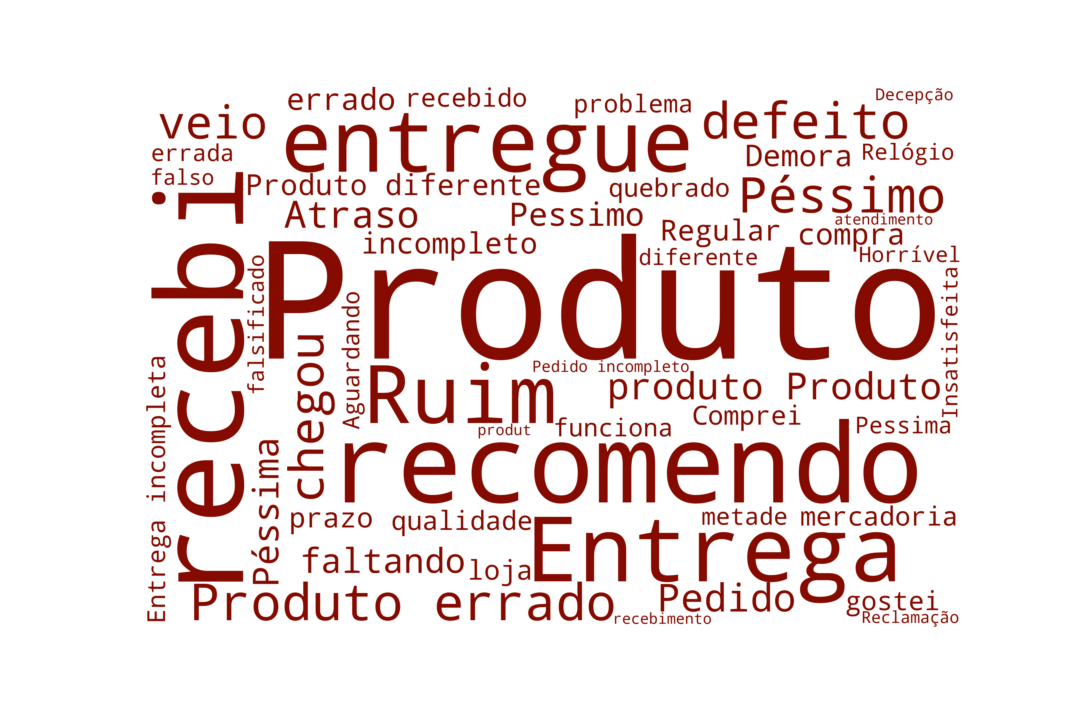 Decepção
errado
recebido
problema
veio
entregue
defeito
errada
Demora
Relógio
falso
Produto diferente
quebrado
Péssimo
Atraso
Pessimo
atendimento
Regular
compra
incompleto
diferente
Horrível
recebi
Produto
falsificado
Insatisfeita
Aguardando
chegou
Pedido incompleto
Ruim
produto Produto
Entrega incompleta
Comprei
produt
funciona
Pessima
recomendo
Péssima
prazo
qualidade
metade
mercadoria
Entrega
faltando
loja
Produto errado
Pedido
gostei
recebimento
Reclamação